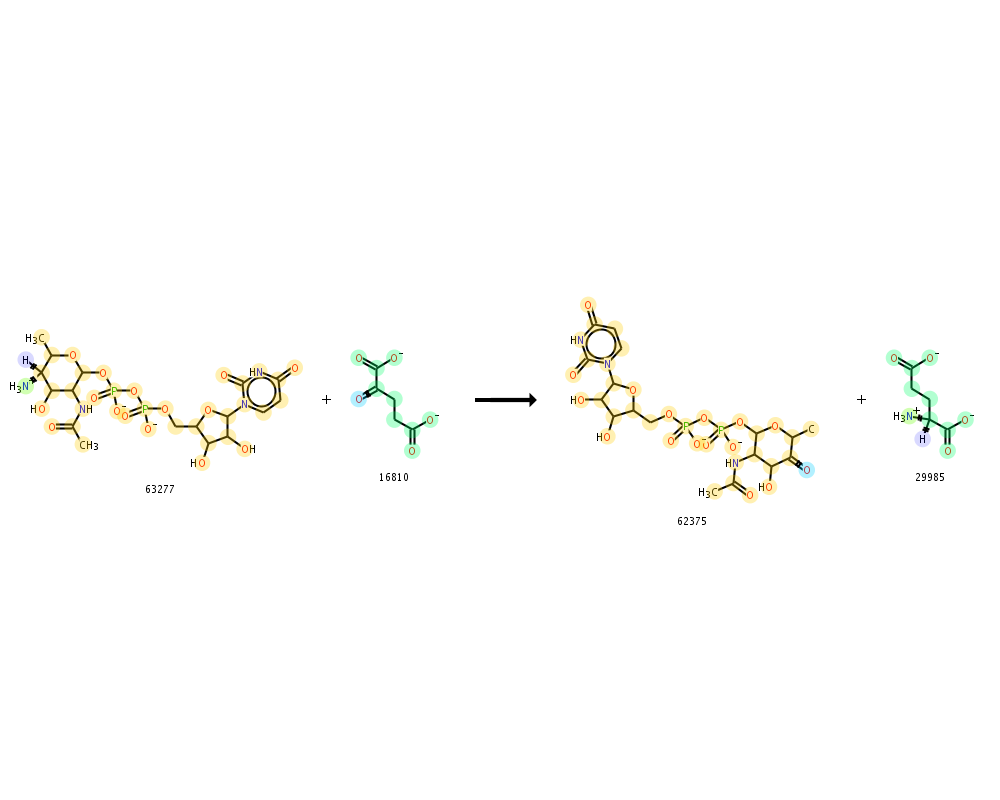 H3C
O
H
O
H3N
P
O
HO
NH
O
O
O-
O
P
O
O
O-
CH3
O
HN
O
N
O
HO
OH
63277
+
O
O-
O
O-
O
16810
O
HN
O
N
HO
O
HO
O
P
O
O-
O
P
O
O-
O
O
C
HN
H3C
O
HO
O
62375
+
O
O-
H3N+
H
O-
O
29985